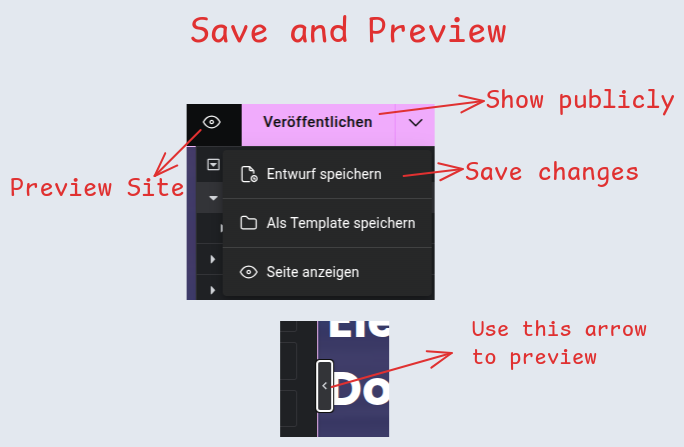 Save and Preview
Veröffentlichen
Show publicly
Entwurf speichern
Save changes
Preview Site
Als Template speichern
Seite anzeigen
Use this arrow
to preview
Do